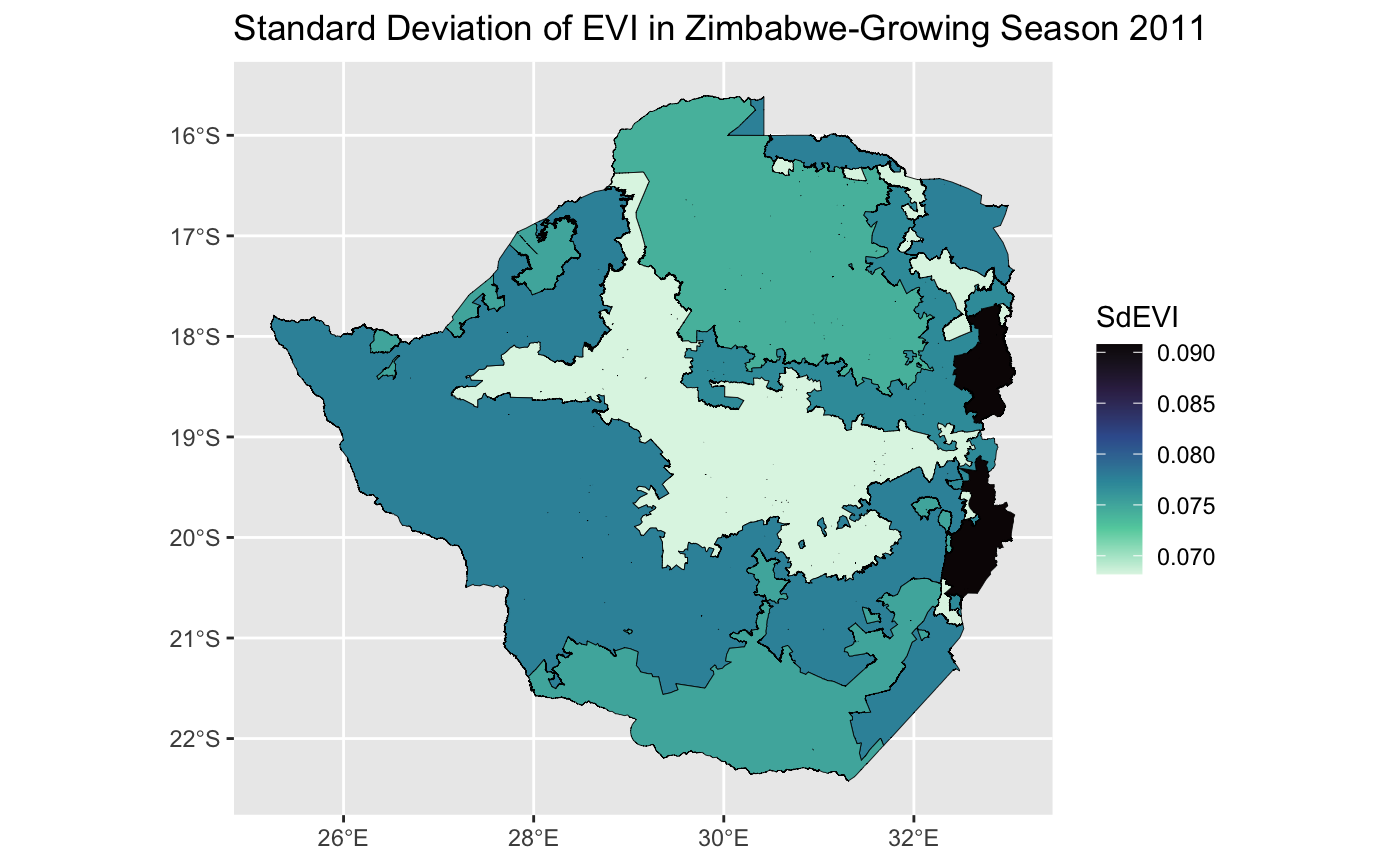 Standard Deviation of EVI in Zimbabwe-Growing Season 2011
16°S
17°S
18°S
19°S
20°S
21°S
22°S
26°E
28°E
30°E
32°E
SdEVI
0.090
0.085
0.080
0.075
0.070